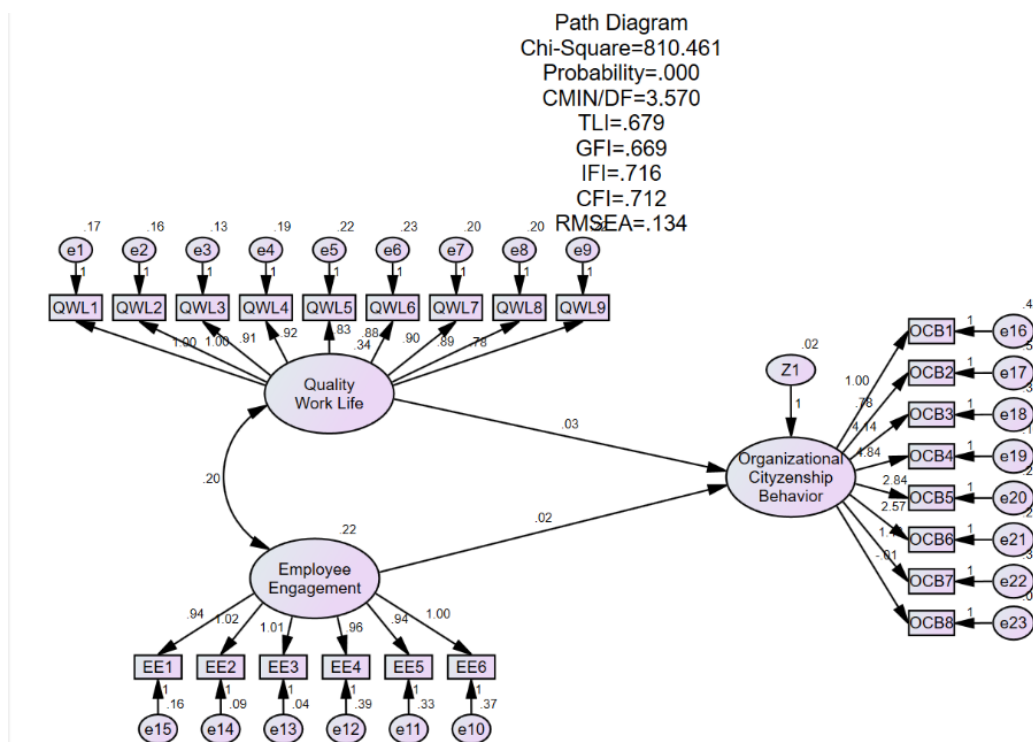 Path Diagram
Chi-Square=810.461
Probability=.000
CMIN/DF=3.570
TLI=.679
GFI=.669
IFI=.716
CFI=.712
RMSEA=.134
.17 .16 .13 .19 .22 .23 .20 .20
e1 e2 e3 e4 e5 e6 e7 e8 e9
1 1 1 1 1 1 1 1 1
QWL1 QWL2 QWL3 QWL4 QWL5 QWL6 QWL7 QWL8 QWL9
1.00 1.00 .91 .92 .83 .88 .90 .89 .78
.34
Quality
Work Life
.03
.20
.02
.22
Employee
Engagement
.94 1.02 1.01 .96 .94 1.00
EE1 EE2 EE3 EE4 EE5 EE6
1 1 1 1 1 1
.16 .09 .04 .39 .33 .37
e15 e14 e13 e12 e11 e10
.02
Z1
1
Organizational
Cityzenship
Behavior
1.00 OCB1 1 e16
.78 OCB2 1 e17
4.14 OCB3 1 e18
4.84 OCB4 1 e19
2.84 OCB5 1 e20
2.57 OCB6 1 e21
OCB7 1 e22
-.01 OCB8 1 e23